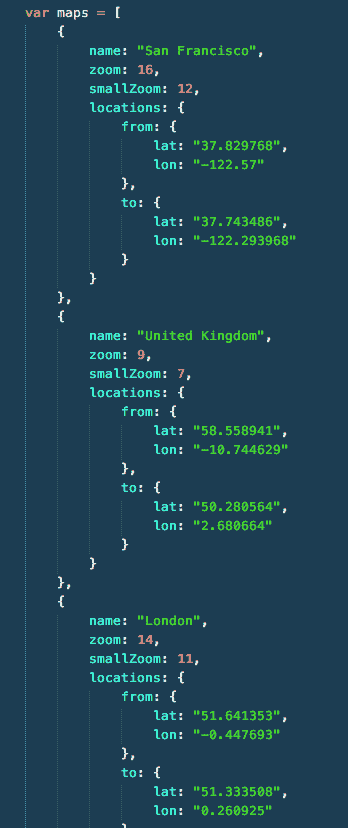 var maps = [
{
name: "San Francisco",
zoom: 16,
smallZoom: 12,
locations: {
from: {
lat: "37.829768",
lon: "-122.57"
},
to: {
lat: "37.743486",
lon: "-122.293968"
}
}
},
{
name: "United Kingdom",
zoom: 9,
smallZoom: 7,
locations: {
from: {
lat: "58.558941",
lon: "-10.744629"
},
to: {
lat: "50.280564",
lon: "2.680664"
}
}
},
{
name: "London",
zoom: 14,
smallZoom: 11,
locations: {
from: {
lat: "51.641353",
lon: "-0.447693"
},
to: {
lat: "51.333508",
lon: "0.260925"
}